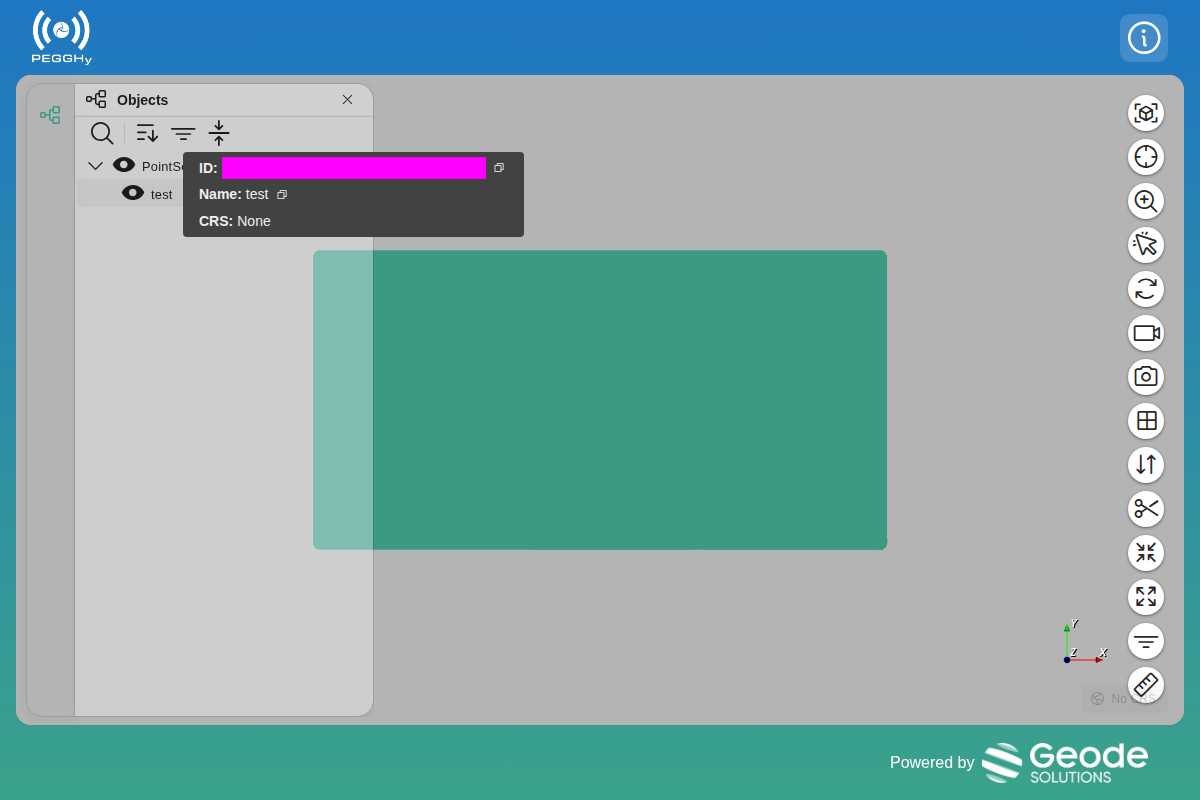 PEGGHy
Objects
PointSe
test
ID:
Name: test
CRS: None
Y
Z X
No CRS
Powered by Geode
SOLUTIONS